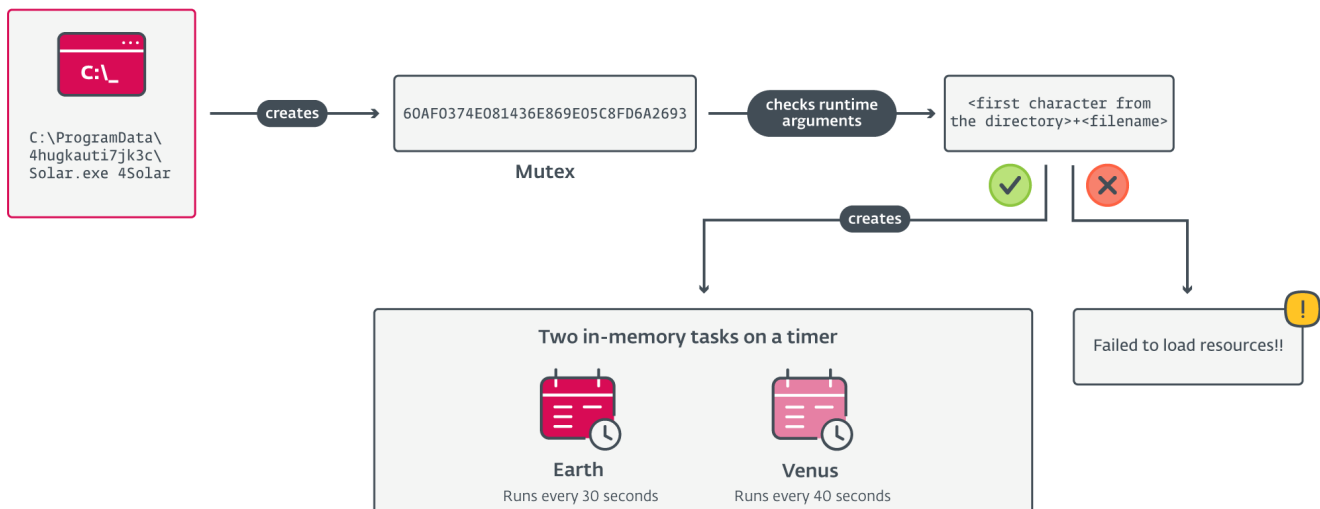 C:\_
C:\ProgramData\
4hugkauti7jk3c\
Solar.exe 4Solar
creates
60AF0374E081436E869E05C8FD6A2693
Mutex
checks runtime
arguments
<first character from
the directory>+<filename>
creates
Two in-memory tasks on a timer
Earth
Runs every 30 seconds
Venus
Runs every 40 seconds
!
Failed to load resources!!